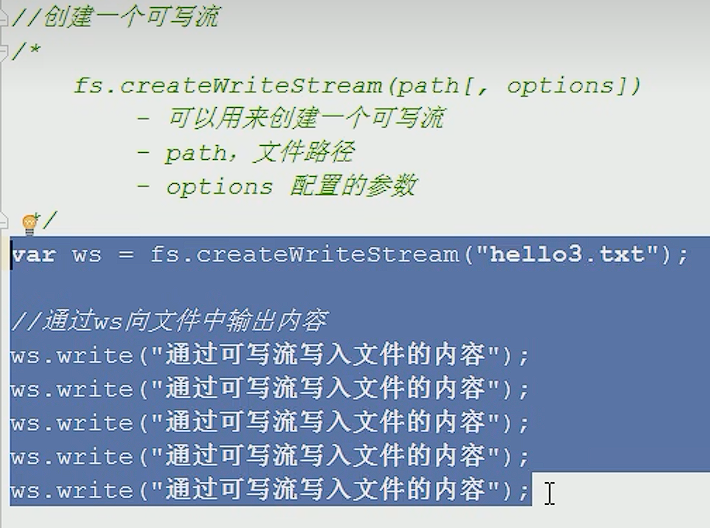 //创建一个可写流
/*
fs.createWriteStream(path[, options])
- 可以用来创建一个可写流
- path，文件路径
- options 配置的参数
*/
var ws = fs.createWriteStream("hello3.txt");
//通过ws向文件中输出内容
ws.write("通过可写流写入文件的内容");
ws.write("通过可写流写入文件的内容");
ws.write("通过可写流写入文件的内容");
ws.write("通过可写流写入文件的内容");
ws.write("通过可写流写入文件的内容");